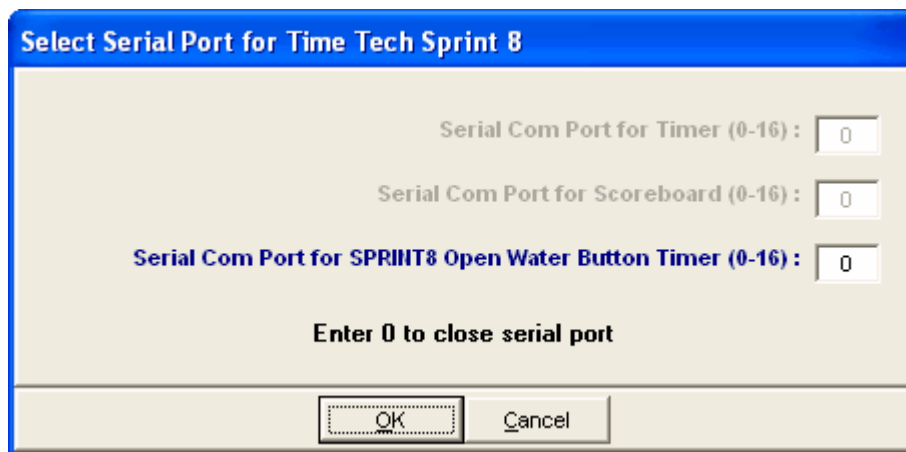 Select Serial Port for Time Tech Sprint 8
Serial Com Port for Timer (0-16) : 0
Serial Com Port for Scoreboard (0-16) : 0
Serial Com Port for SPRINT8 Open Water Button Timer (0-16) : 0
Enter 0 to close serial port
OK Cancel